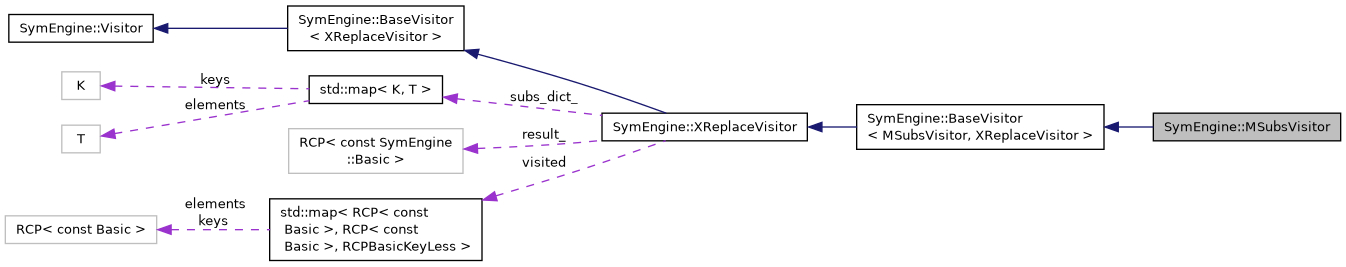 SymEngine::Visitor
SymEngine::BaseVisitor
< XReplaceVisitor >
K
keys
std::map< K, T >
elements
T
subs_dict_
RCP< const SymEngine
::Basic >
result_
visited
SymEngine::XReplaceVisitor
SymEngine::BaseVisitor
< MSubsVisitor, XReplaceVisitor >
SymEngine::MSubsVisitor
RCP< const Basic >
elements
keys
std::map< RCP< const
Basic >, RCP< const
Basic >, RCPBasicKeyLess >